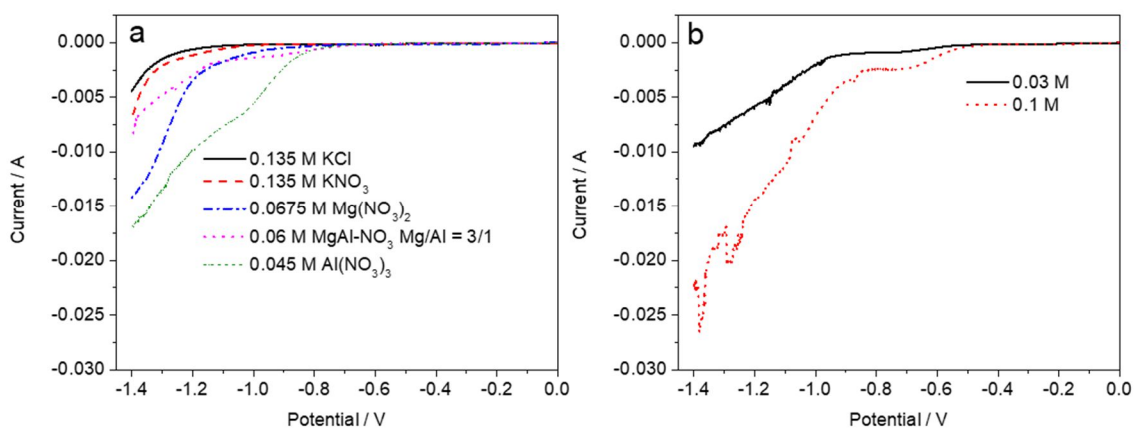 a
0.000
-0.005
-0.010
-0.015
-0.020
-0.025
-0.030
Current / A
0.135 M KCl
0.135 M KNO₃
0.0675 M Mg(NO₃)₂
0.06 M MgAl-NO₃ Mg/Al = 3/1
0.045 M Al(NO₃)₃
-1.4 -1.2 -1.0 -0.8 -0.6 -0.4 -0.2 0.0
Potential / V
b
0.000
-0.005
-0.010
-0.015
-0.020
-0.025
-0.030
Current / A
0.03 M
0.1 M
-1.4 -1.2 -1.0 -0.8 -0.6 -0.4 -0.2 0.0
Potential / V